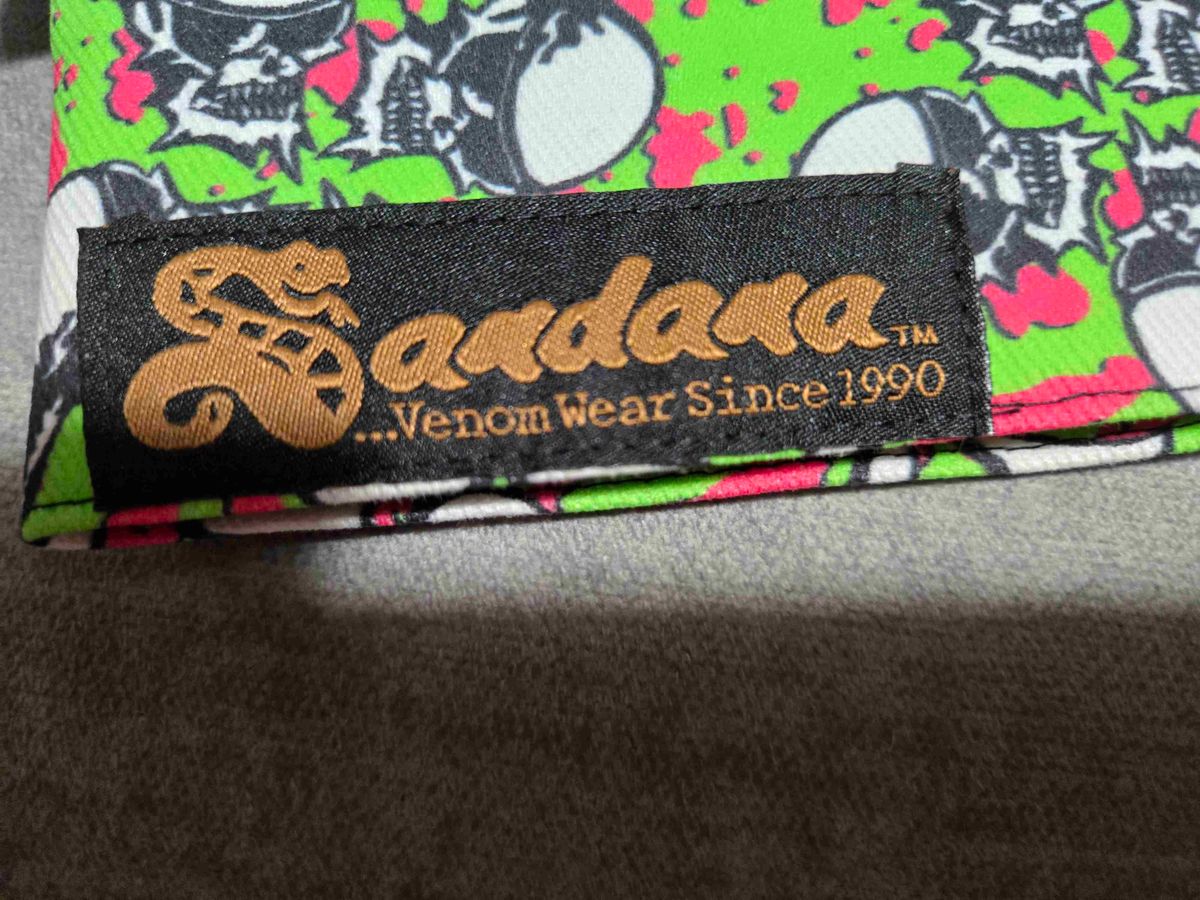 Sandana™
...Venom Wear Since 1990